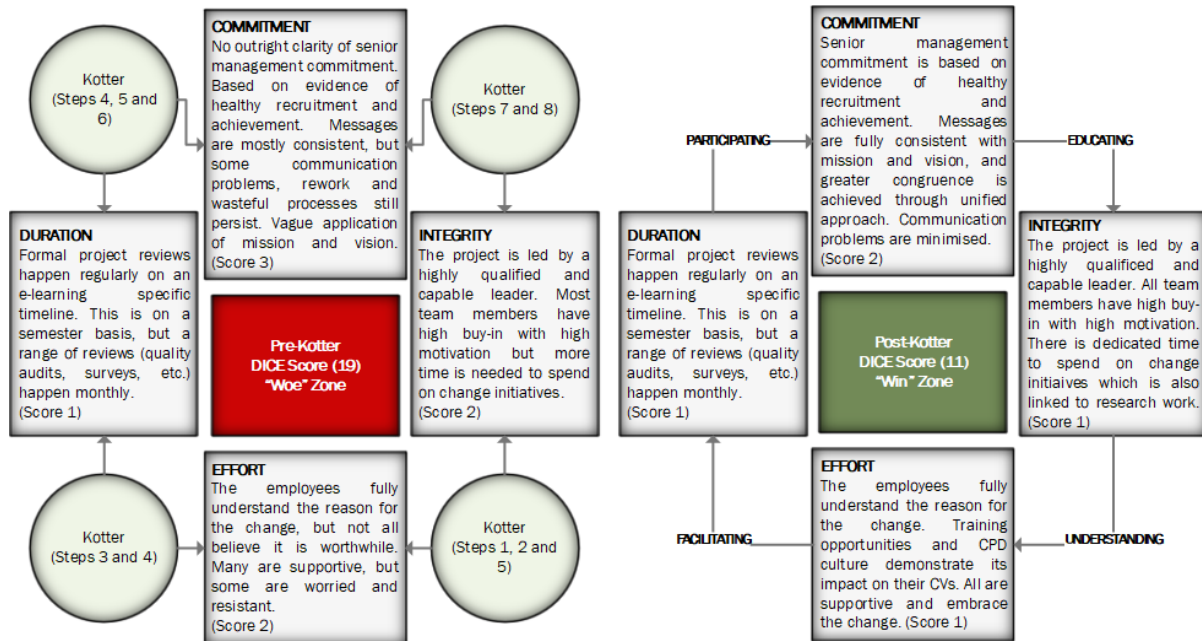 Kotter
(Steps 4, 5 and
6)
COMMITMENT
No outright clarity of senior
management commitment.
Based on evidence of
healthy recruitment and
achievement. Messages
are mostly consistent, but
some communication
problems, rework and
wasteful processes still
persist. Vague application
of mission and vision.
(Score 3)
Kotter
(Steps 7 and 8)
DURATION
Formal project reviews
happen regularly on an
e-learning specific
timeline. This is on a
semester basis, but a
range of reviews (quality
audits, surveys, etc.)
happen monthly.
(Score 1)
Pre-Kotter
DICE Score (19)
"Woe" Zone
INTEGRITY
The project is led by a
highly qualified and
capable leader. Most
team members have
high buy-in with high
motivation but more
time is needed to spend
on change initiatives.
(Score 2)
Kotter
(Steps 3 and 4)
EFFORT
The employees fully
understand the reason for
the change, but not all
believe it is worthwhile.
Many are supportive, but
some are worried and
resistant.
(Score 2)
Kotter
(Steps 1, 2 and
5)
COMMITMENT
Senior management
commitment is based on
evidence of healthy
recruitment and
achievement. Messages
are fully consistent with
mission and vision, and
greater congruence is
achieved through unified
approach. Communication
problems are minimised.
(Score 2)
PARTICIPATING
EDUCATING
DURATION
Formal project reviews
happen regularly on an
e-learning specific
timeline. This is on a
semester basis, but a
range of reviews (quality
audits, surveys, etc.)
happen monthly.
(Score 1)
Post-Kotter
DICE Score (11)
"Win" Zone
INTEGRITY
The project is led by a
highly qualificed and
capable leader. All team
members have high buy-
in with high motivation.
There is dedicated time
to spend on change
initiaives which is also
linked to research work.
(Score 1)
FACILITATING
EFFORT
The employees fully
understand the reason for
the change. Training
opportunities and CPD
culture demonstrate its
impact on their CVs. All are
supportive and embrace
the change. (Score 1)
UNDERSTANDING